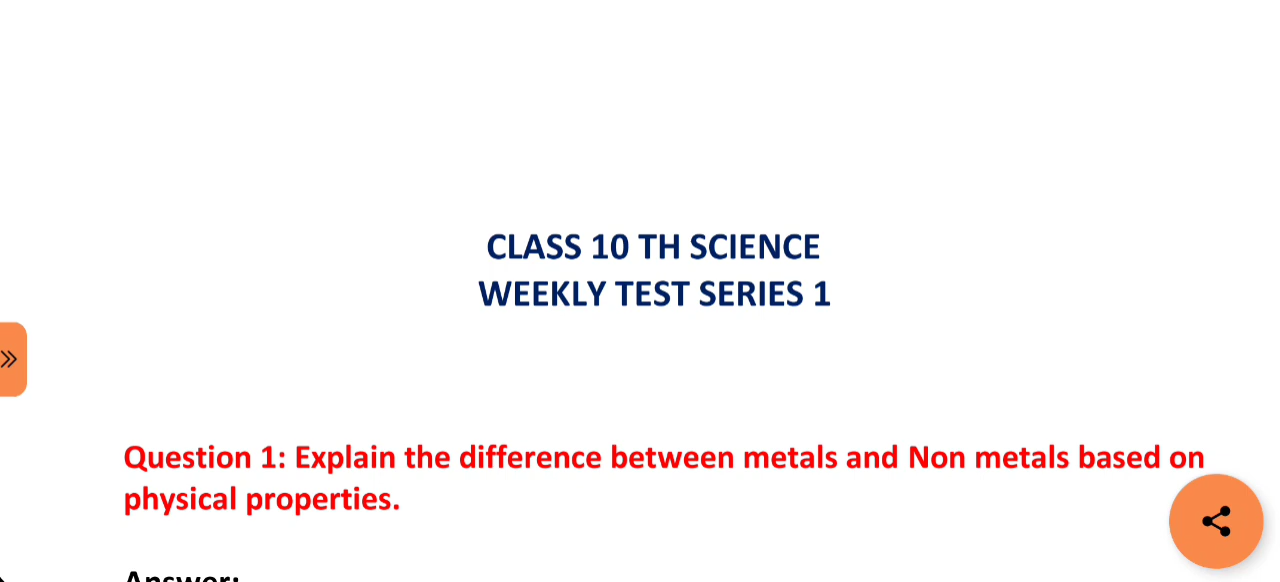 CLASS 10 TH SCIENCE
WEEKLY TEST SERIES 1
Question 1: Explain the difference between metals and Non metals based on
physical properties.
Answer: